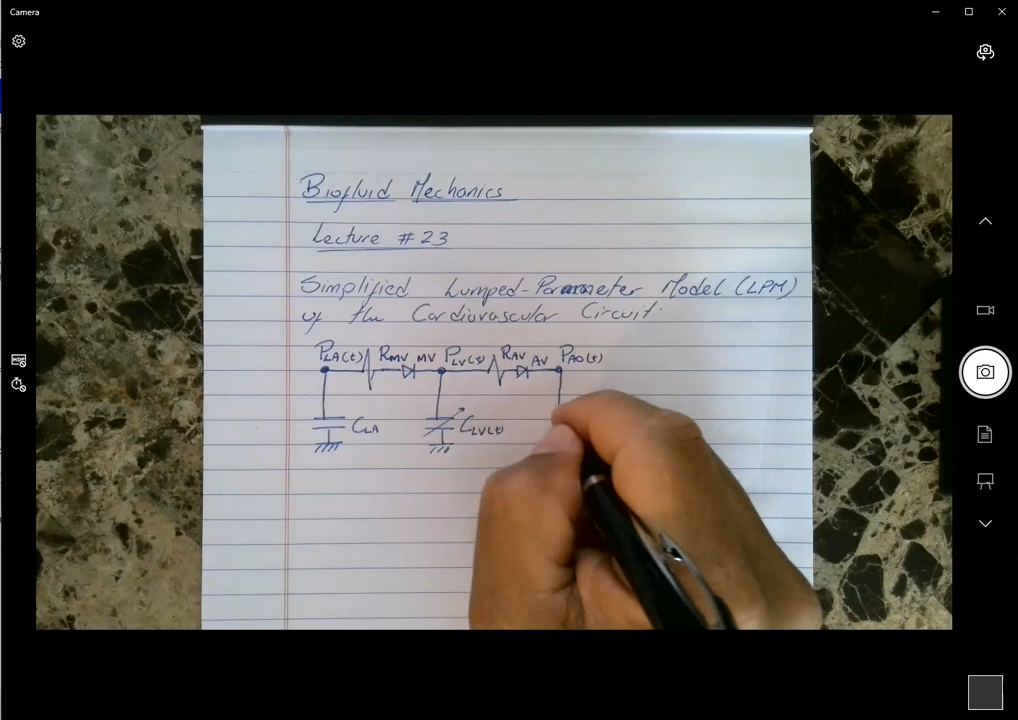 Camera
Biofluid Mechanics
Lecture # 23
Simplified Lumped-Parameter Model (LPM)
of the Cardiovascular Circuit.
PLA(t) RMV MV PLV(t) RAV AV PAO(t)
CLA CLV(t)